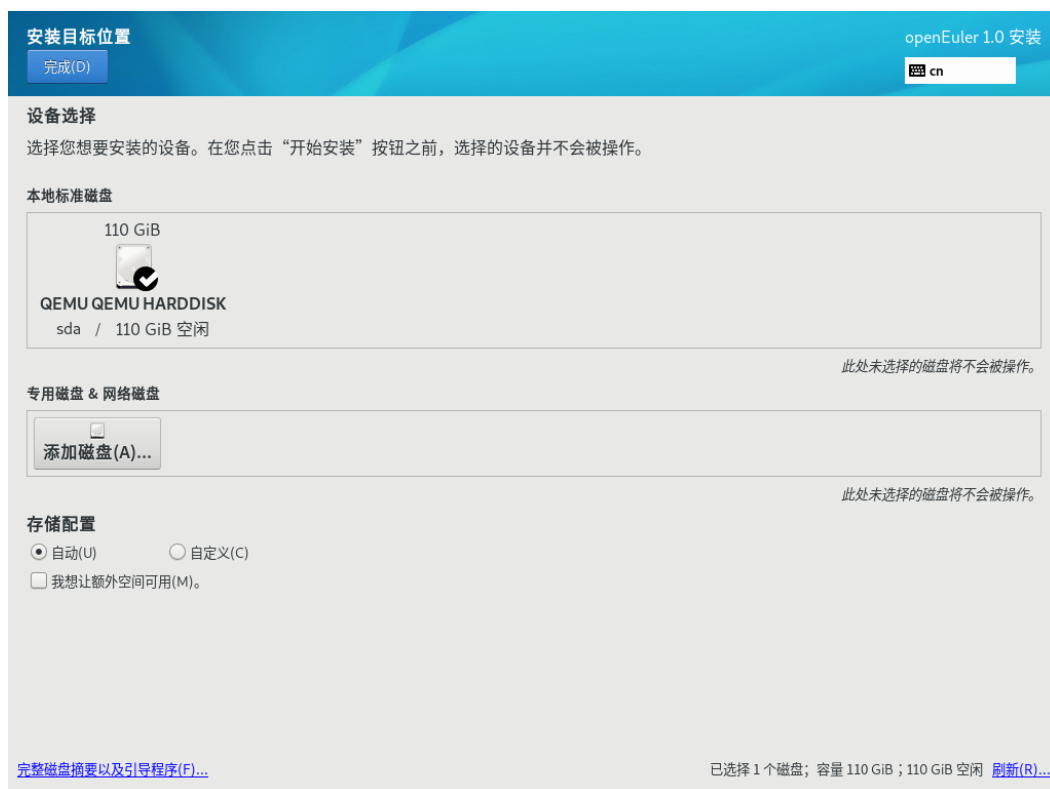 安装目标位置
openEuler 1.0 安装
完成(D)
cn
设备选择
选择您想要安装的设备。在您点击“开始安装”按钮之前，选择的设备并不会被操作。
本地标准磁盘
110 GiB
QEMU QEMU HARDDISK
sda / 110 GiB 空闲
此处未选择的磁盘将不会被操作。
专用磁盘 & 网络磁盘
添加磁盘(A)...
此处未选择的磁盘将不会被操作。
存储配置
自动(U) 自定义(C)
我想让额外空间可用(M)。
完整磁盘摘要以及引导程序(F)... 已选择 1 个磁盘；容量 110 GiB；110 GiB 空闲 刷新(R)...